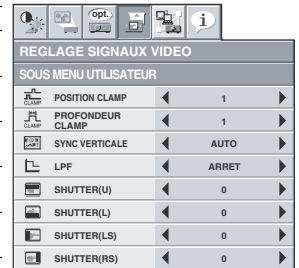 opt.
i
REGLAGE SIGNAUX VIDEO
SOUS MENU UTILISATEUR
CLAMP POSITION CLAMP 1
CLAMP PROFONDEUR CLAMP 1
SYNC VERTICALE AUTO
LPF ARRET
SHUTTER(U) 0
SHUTTER(L) 0
SHUTTER(LS) 0
SHUTTER(RS) 0